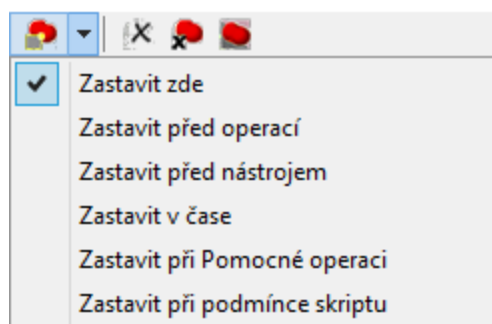 Zastavit zde
Zastavit před operací
Zastavit před nástrojem
Zastavit v čase
Zastavit při Pomocné operaci
Zastavit při podmínce skriptu